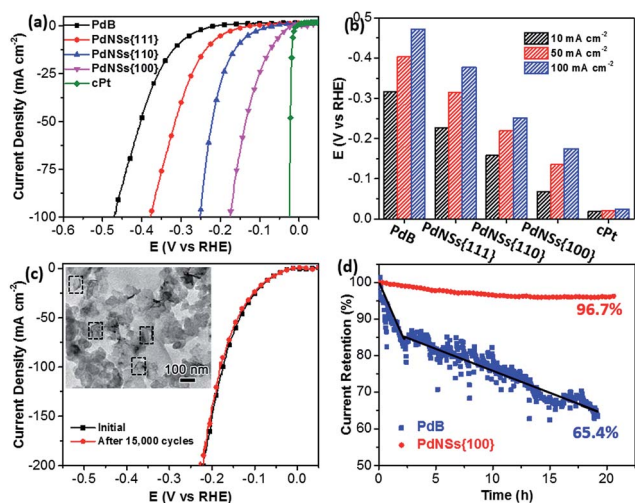 (a)
PdB
PdNSs{111}
PdNSs{110}
PdNSs{100}
cPt
Current Density (mA cm⁻²)
0
-25
-50
-75
-100
-0.6 -0.5 -0.4 -0.3 -0.2 -0.1 0.0
E (V vs RHE)
(b)
10 mA cm⁻²
50 mA cm⁻²
100 mA cm⁻²
E (V vs RHE)
-0.4
-0.3
-0.2
-0.1
0.0
PdB PdNSs{111} PdNSs{110} PdNSs{100} cPt
(c)
100 nm
Initial
After 15,000 cycles
Current Density (mA cm⁻²)
0
-50
-100
-150
-200
-0.5 -0.4 -0.3 -0.2 -0.1 0.0
E (V vs RHE)
(d)
96.7%
65.4%
PdB
PdNSs{100}
Current Retention (%)
100
90
80
70
60
50
0 5 10 15 20
Time (h)